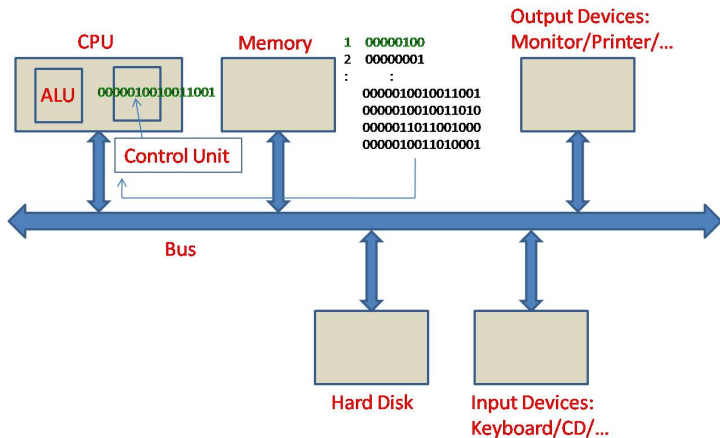 CPU
Memory
1 00000100
2 00000001
: :
0000010010011001
0000010010011010
0000011011001000
0000010011010001
Output Devices:
Monitor/Printer/...
ALU
0000010010011001
Control Unit
Bus
Hard Disk
Input Devices:
Keyboard/CD/...